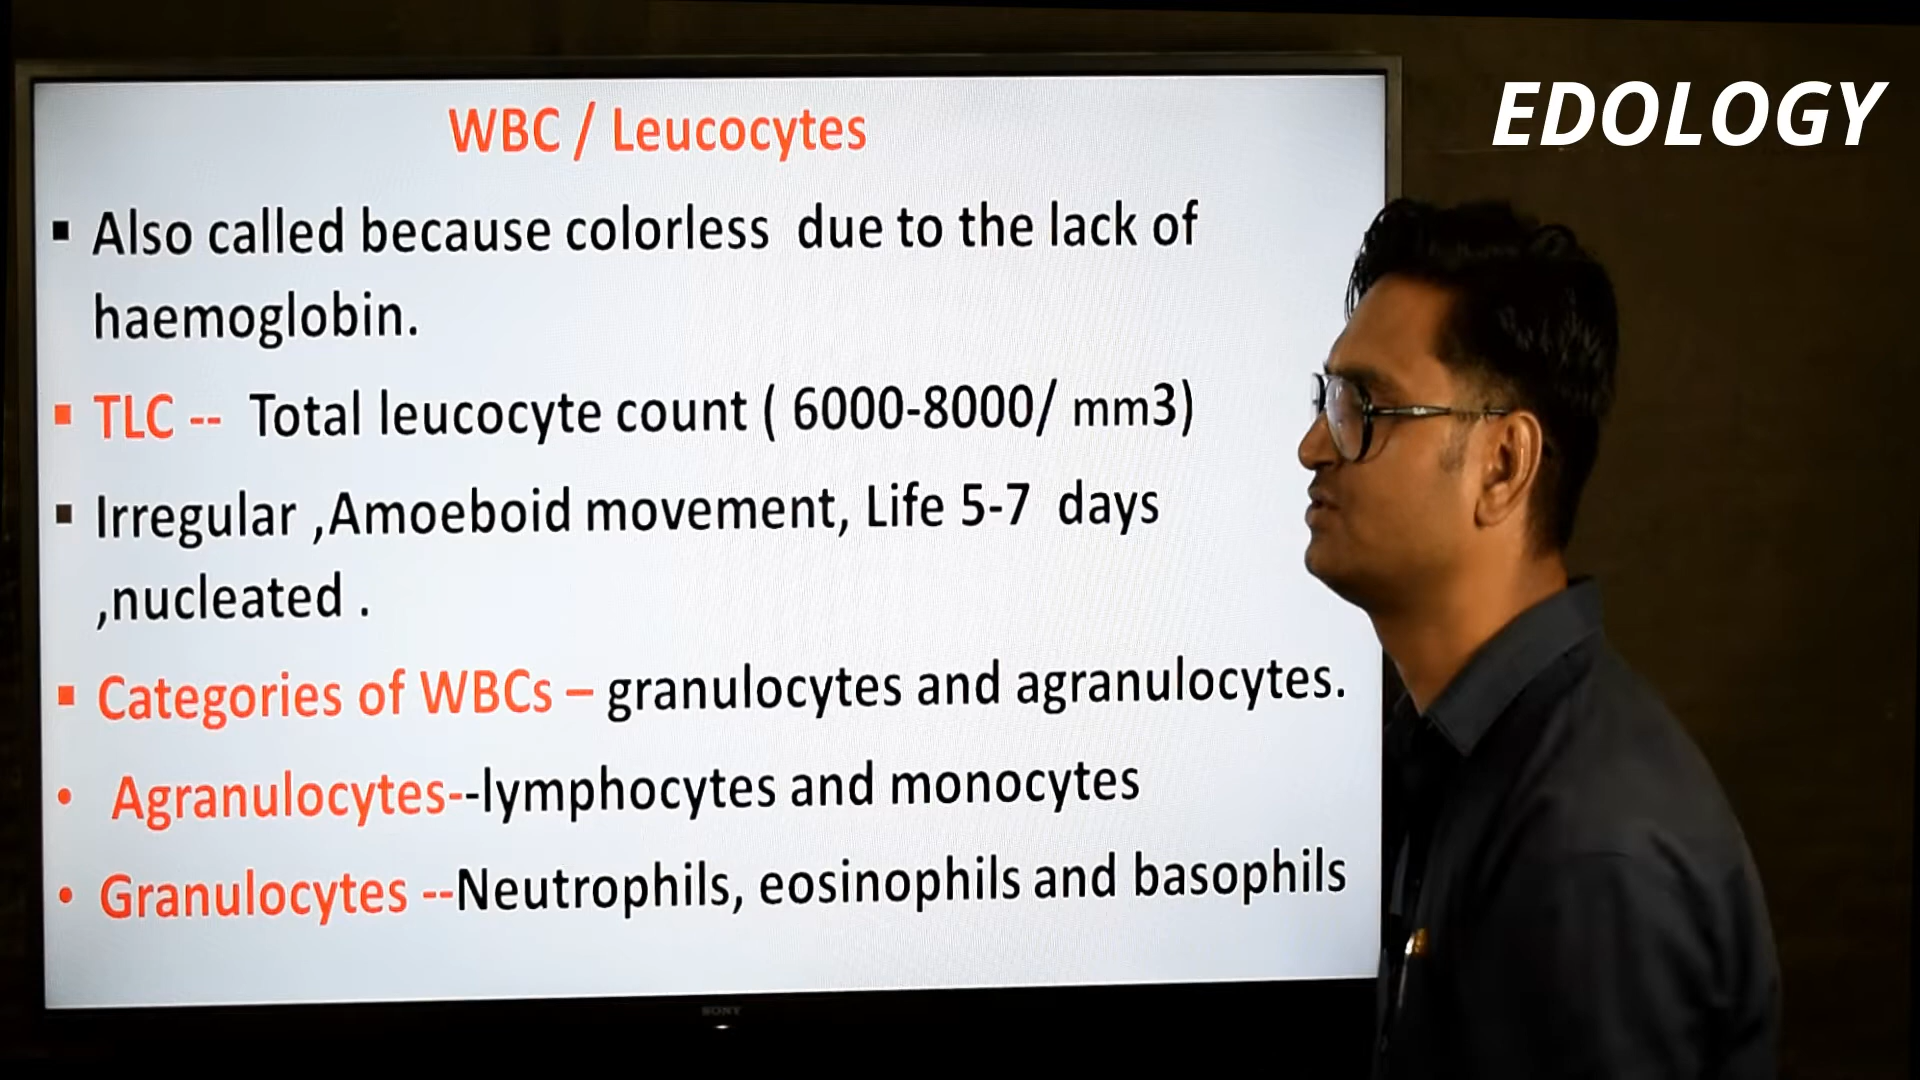 EDOLOGY
WBC / Leucocytes
▪ Also called because colorless due to the lack of
haemoglobin.
▪ TLC -- Total leucocyte count ( 6000-8000/ mm3)
▪ Irregular ,Amoeboid movement, Life 5-7 days
,nucleated .
▪ Categories of WBCs – granulocytes and agranulocytes.
• Agranulocytes--lymphocytes and monocytes
• Granulocytes --Neutrophils, eosinophils and basophils
SONY